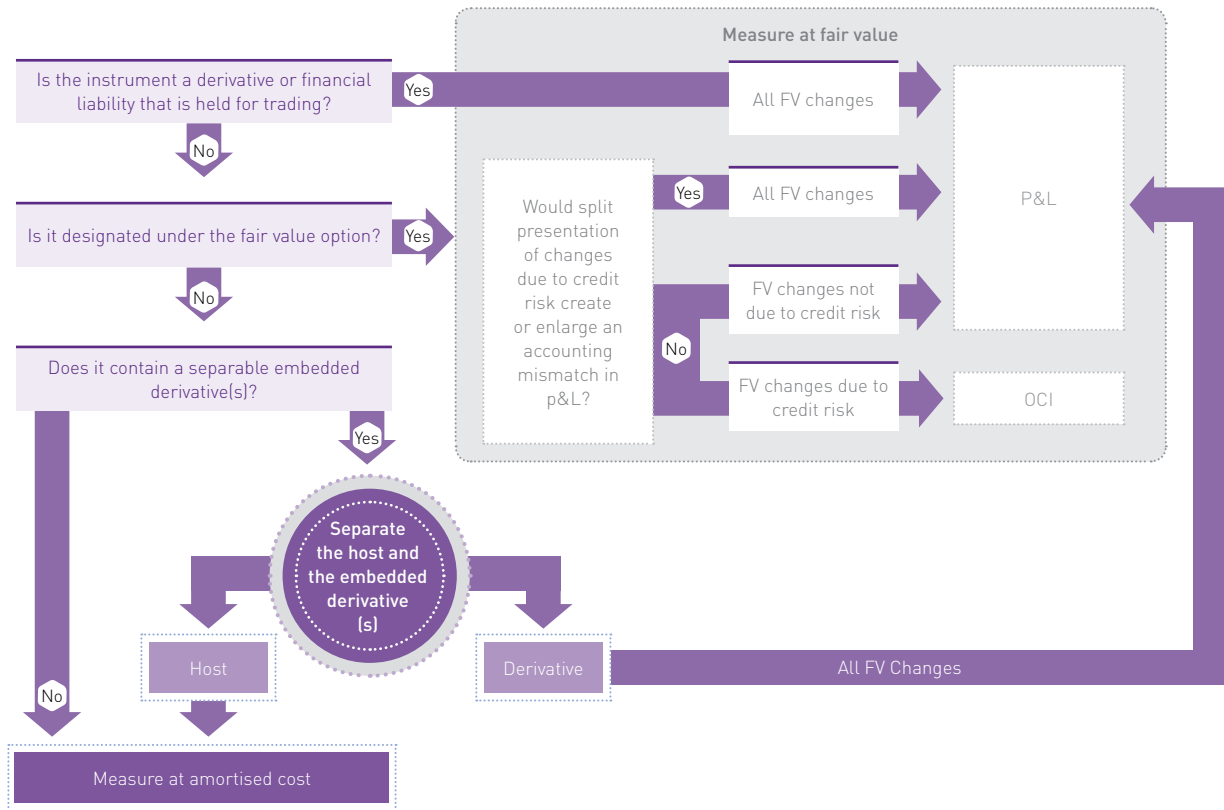 Measure at fair value
Is the instrument a derivative or financial
liability that is held for trading?
Yes
All FV changes
No
Is it designated under the fair value option?
Yes
Would split
presentation
of changes
due to credit
risk create
or enlarge an
accounting
mismatch in
p&L?
Yes
All FV changes
P&L
No
FV changes not
due to credit risk
FV changes due to
credit risk
OCI
No
Does it contain a separable embedded
derivative(s)?
Yes
Separate
the host and
the embedded
derivative
(s)
Host
Derivative
All FV Changes
No
Measure at amortised cost